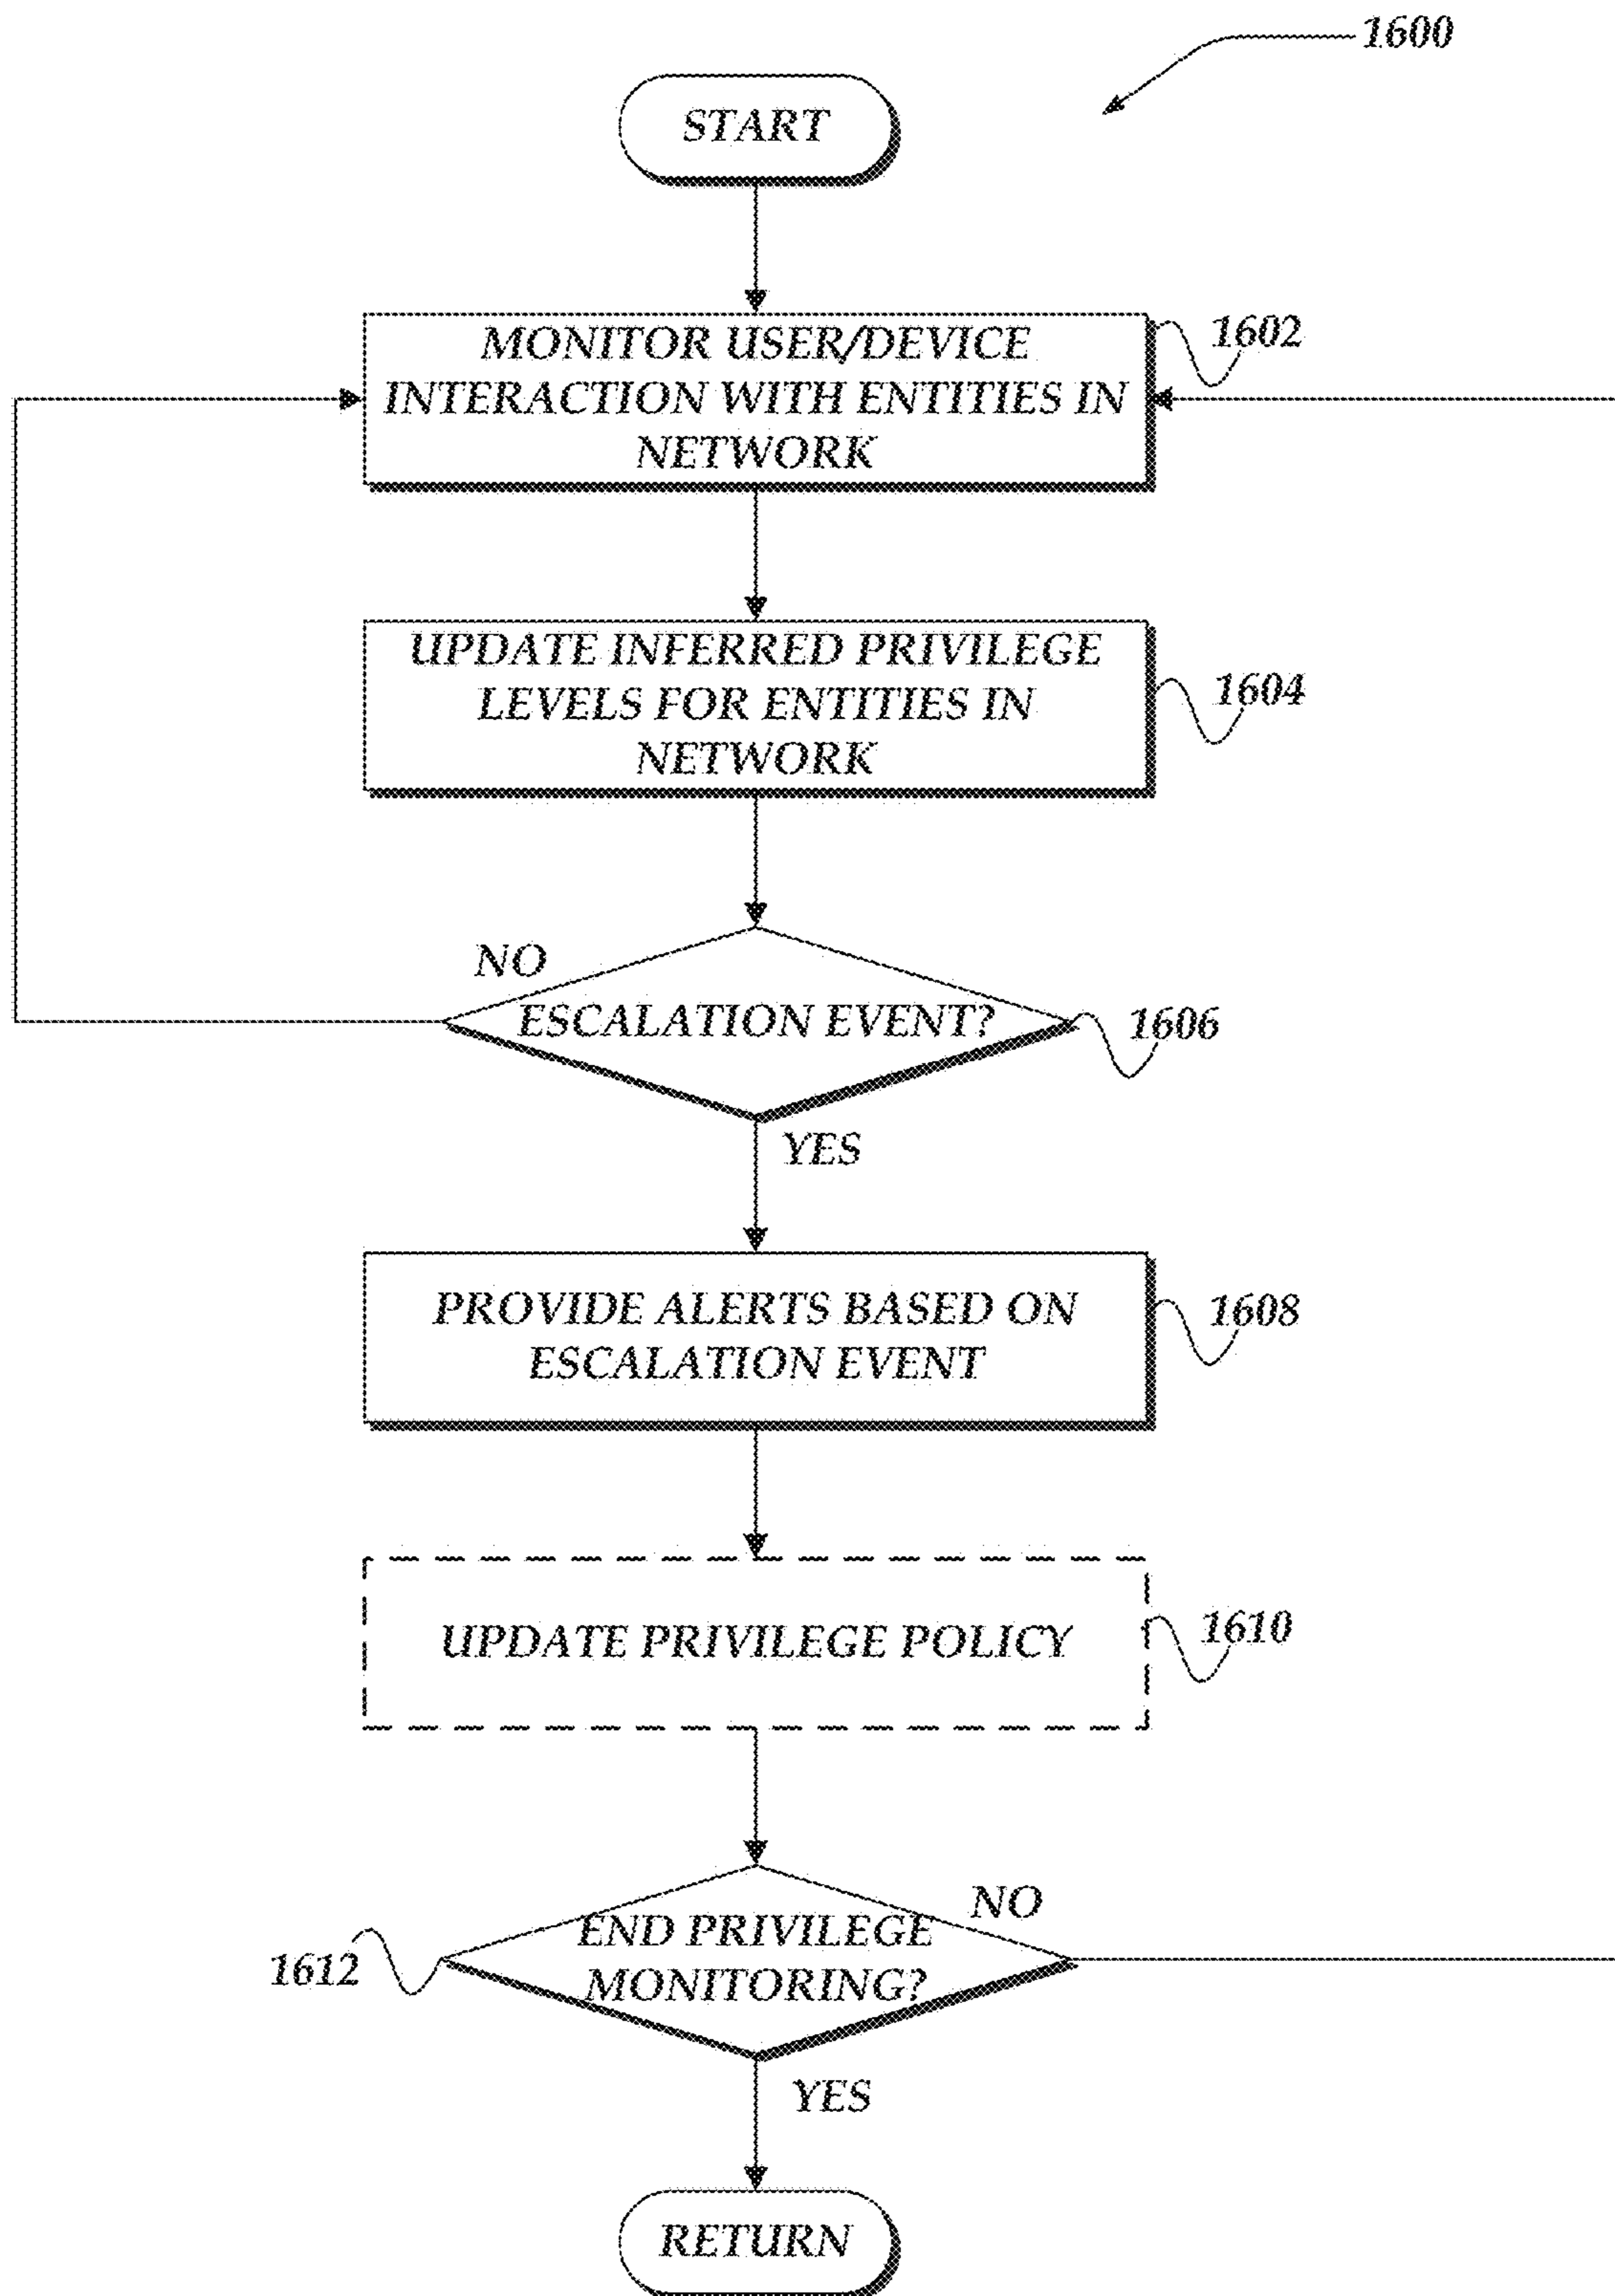 1600
START
MONITOR USER/DEVICE
INTERACTION WITH ENTITIES IN
NETWORK
1602
UPDATE INFERRED PRIVILEGE
LEVELS FOR ENTITIES IN
NETWORK
1604
NO
ESCALATION EVENT?
1606
YES
PROVIDE ALERTS BASED ON
ESCALATION EVENT
1608
UPDATE PRIVILEGE POLICY
1610
NO
END PRIVILEGE
MONITORING?
1612
YES
RETURN